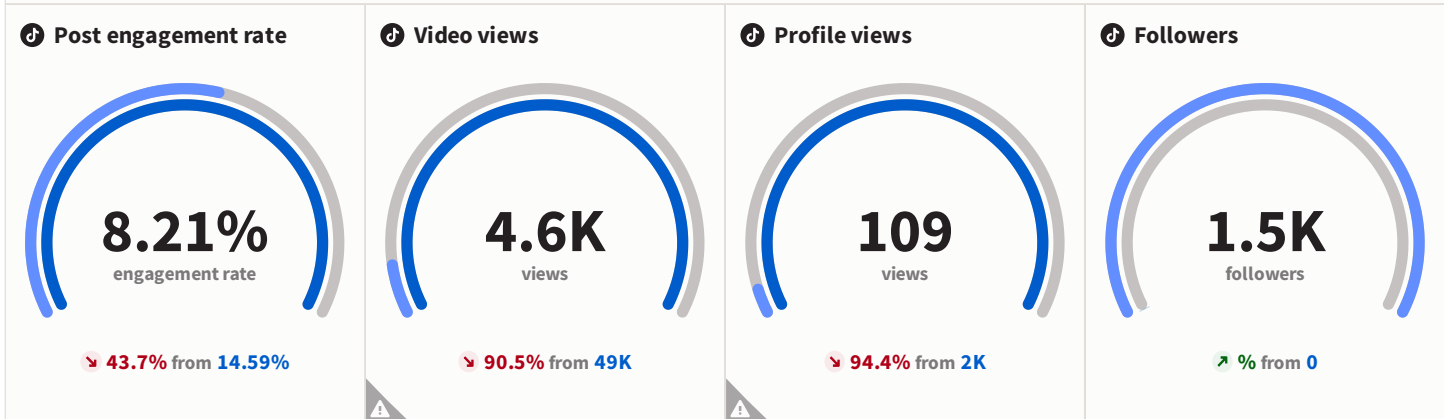 Post engagement rate
8.21%
engagement rate
43.7% from 14.59%
Video views
4.6K
views
90.5% from 49K
Profile views
109
views
94.4% from 2K
Followers
1.5K
followers
% from 0